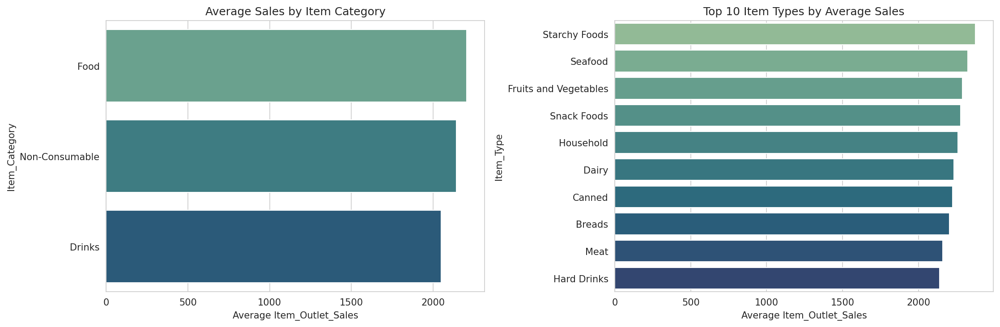 Average Sales by Item Category
Item_Category
Food
Non-Consumable
Drinks
0 500 1000 1500 2000
Average Item_Outlet_Sales
Top 10 Item Types by Average Sales
Item_Type
Starchy Foods
Seafood
Fruits and Vegetables
Snack Foods
Household
Dairy
Canned
Breads
Meat
Hard Drinks
0 500 1000 1500 2000
Average Item_Outlet_Sales